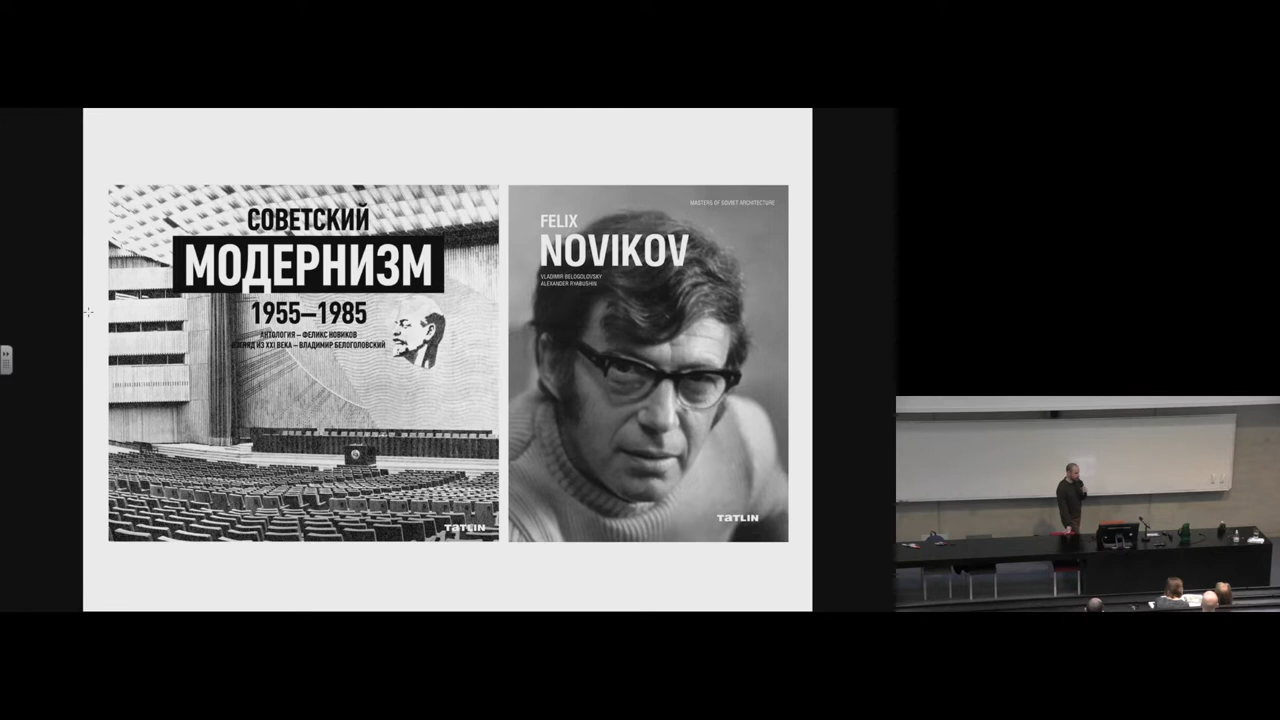 СОВЕТСКИЙ
МОДЕРНИЗМ
1955–1985
АНТОЛОГИЯ – ФЕЛИКС НОВИКОВ
ВЗГЛЯД ИЗ XXI ВЕКА – ВЛАДИМИР БЕЛОГОЛОВСКИЙ
TATLIN
MASTERS OF SOVIET ARCHITECTURE
FELIX
NOVIKOV
VLADIMIR BELOGOLOVSKY
ALEXANDER RYABUSHIN
TATLIN